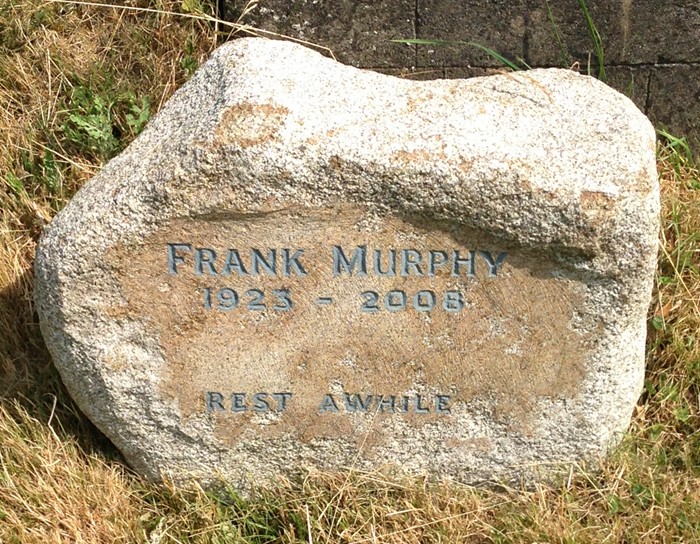 FRANK MURPHY
1923 - 2008
REST AWHILE